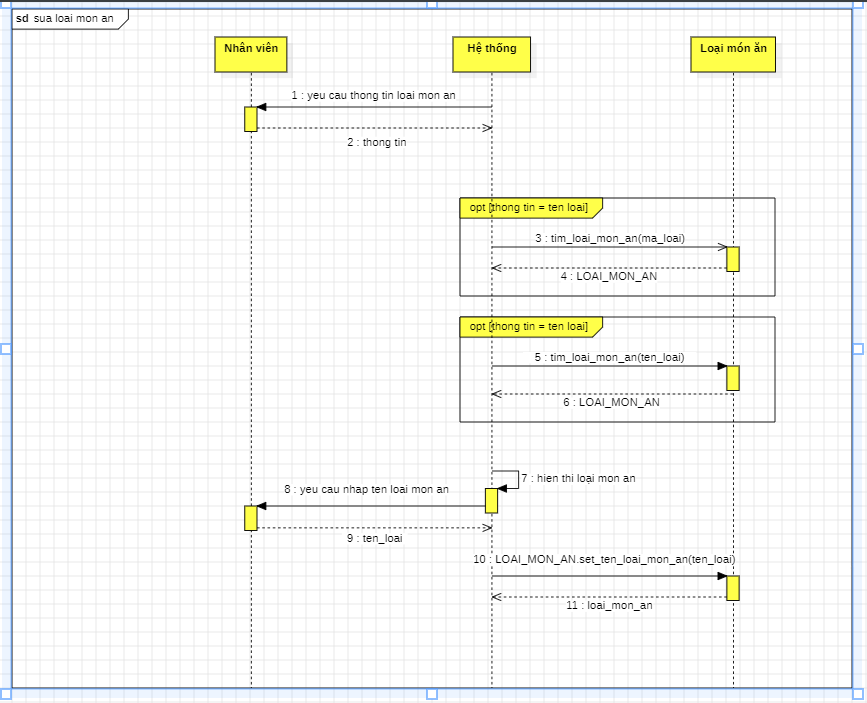 sd sua loai mon an
Nhân viên
Hệ thống
Loại món ăn
1 : yeu cau thong tin loai mon an
2 : thong tin
opt [thong tin = ten loai]
3 : tim_loai_mon_an(ma_loai)
4 : LOAI_MON_AN
opt [thong tin = ten loai]
5 : tim_loai_mon_an(ten_loai)
6 : LOAI_MON_AN
7 : hien thi loại mon an
8 : yeu cau nhap ten loai mon an
9 : ten_loai
10 : LOAI_MON_AN.set_ten_loai_mon_an(ten_loai)
11 : loai_mon_an